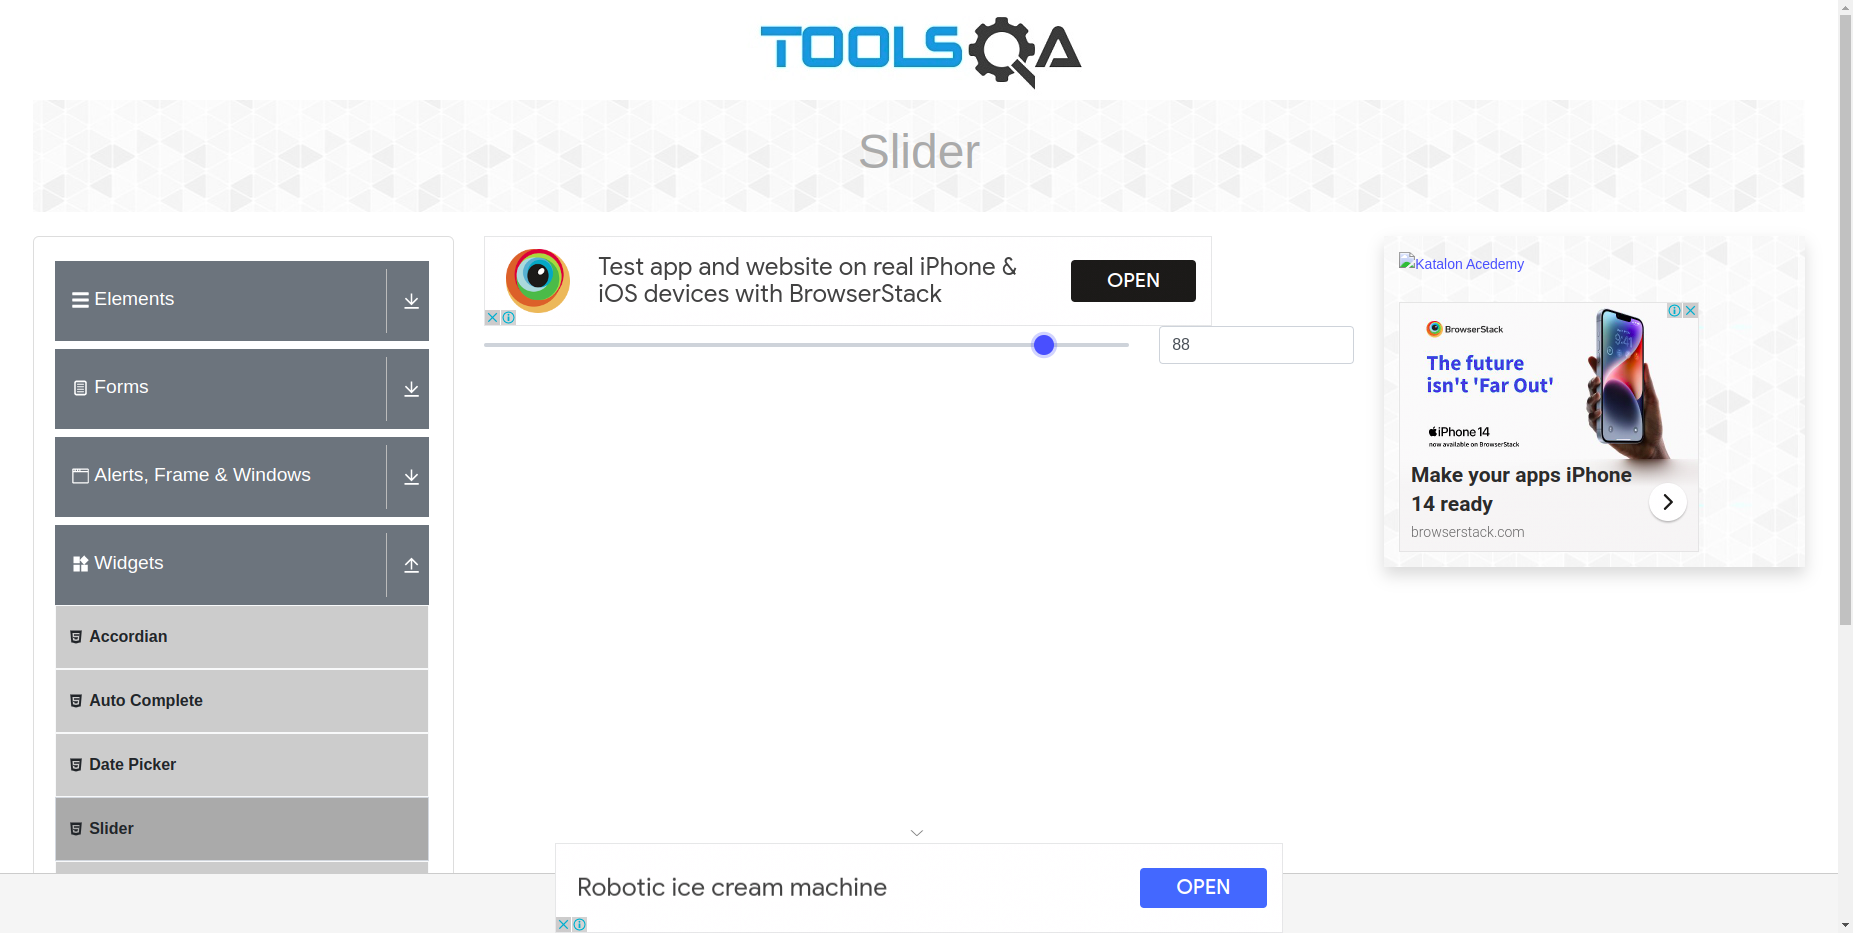 TOOLSQA
Slider
Elements
Forms
Alerts, Frame & Windows
Widgets
Accordian
Auto Complete
Date Picker
Slider
Test app and website on real iPhone &
iOS devices with BrowserStack
OPEN
88
Katalon Acedemy
BrowserStack
The future
isn't 'Far Out'
iPhone 14
now available on BrowserStack
Make your apps iPhone
14 ready
browserstack.com
Robotic ice cream machine
OPEN